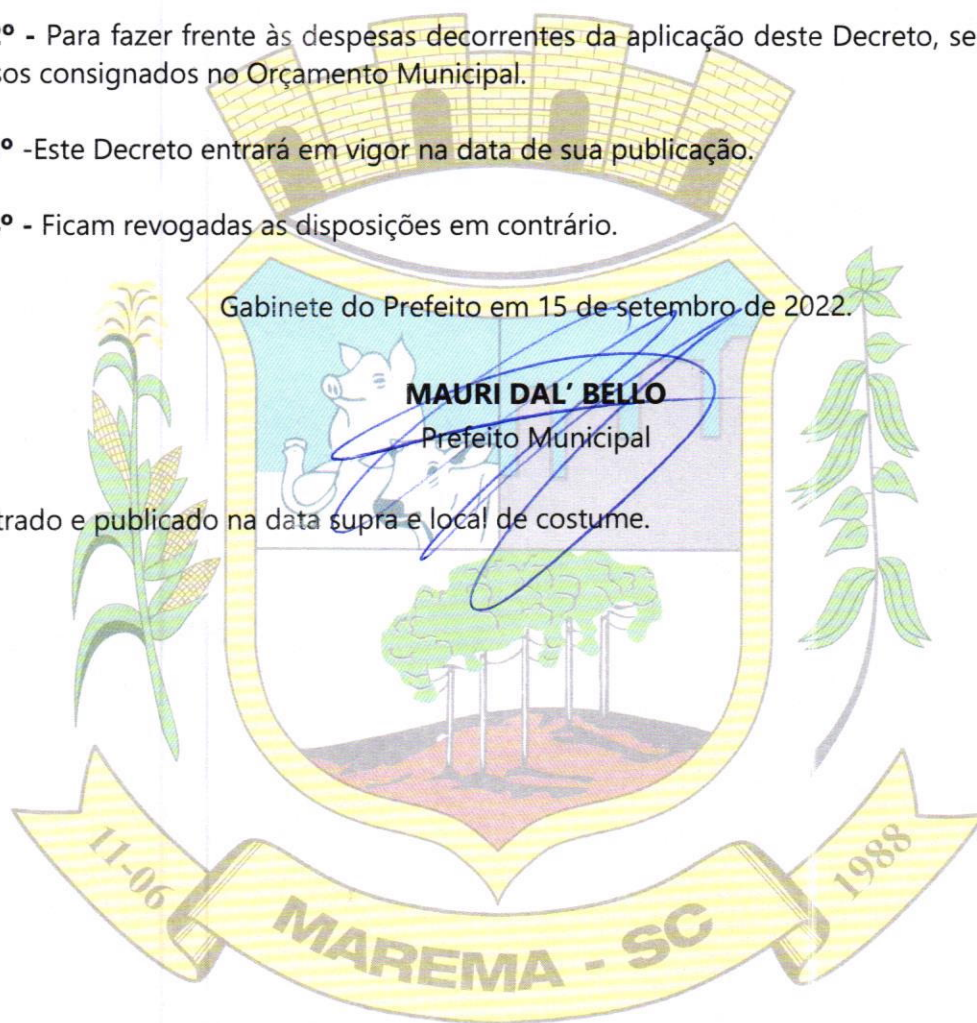 2º - Para fazer frente às despesas decorrentes da aplicação deste Decreto, se
sos consignados no Orçamento Municipal.
º -Este Decreto entrará em vigor na data de sua publicação.
º - Ficam revogadas as disposições em contrário.
Gabinete do Prefeito em 15 de setembro de 2022.
MAURI DAL’ BELLO
Prefeito Municipal
trado e publicado na data supra e local de costume.
11-06
1988
MAREMA - SC